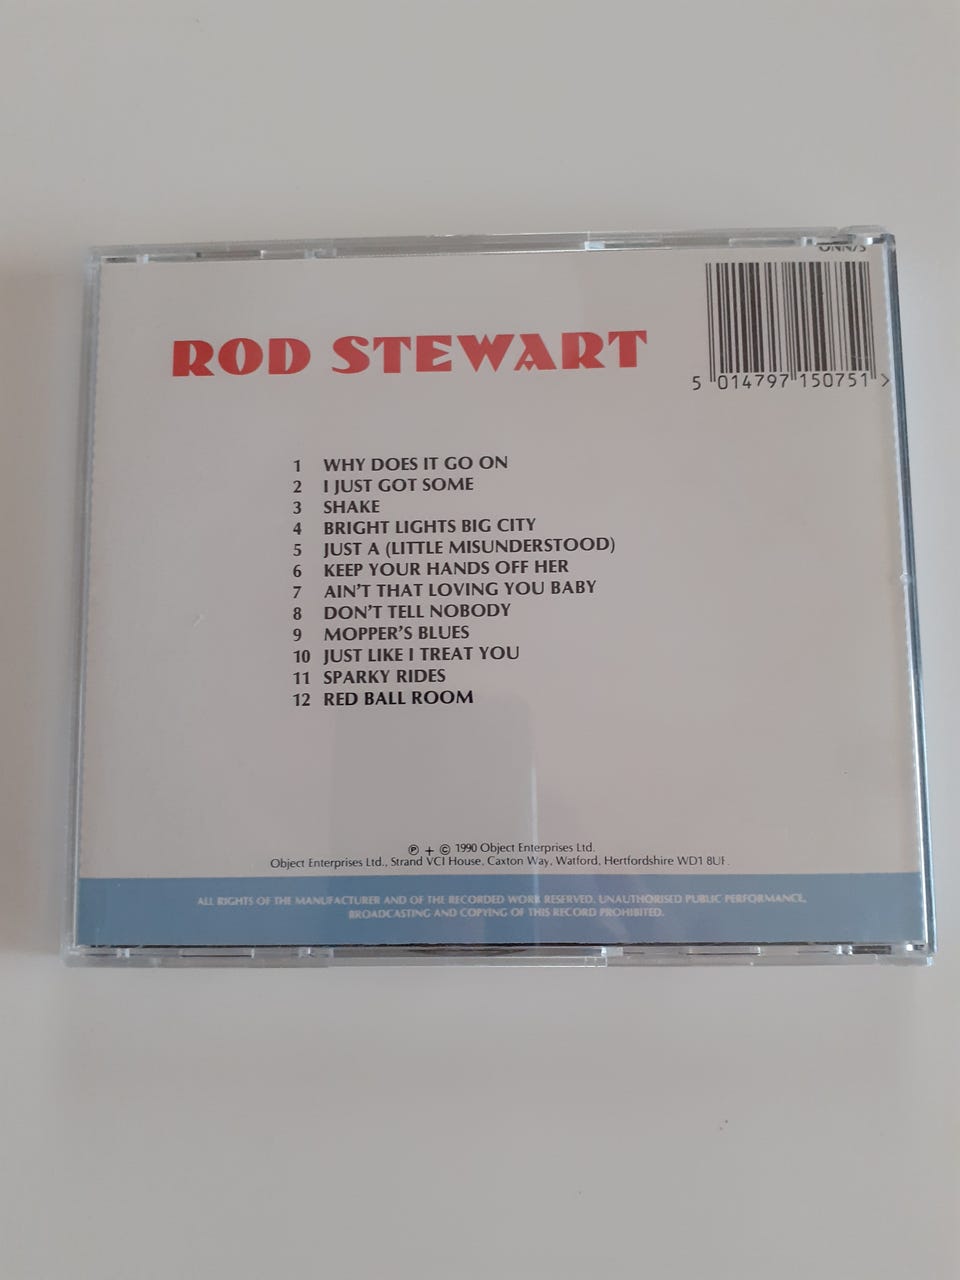 ONN75
ROD STEWART
5 014797 150751 >
1 WHY DOES IT GO ON
2 I JUST GOT SOME
3 SHAKE
4 BRIGHT LIGHTS BIG CITY
5 JUST A (LITTLE MISUNDERSTOOD)
6 KEEP YOUR HANDS OFF HER
7 AIN'T THAT LOVING YOU BABY
8 DON'T TELL NOBODY
9 MOPPER'S BLUES
10 JUST LIKE I TREAT YOU
11 SPARKY RIDES
12 RED BALL ROOM
℗ + © 1990 Object Enterprises Ltd.
Object Enterprises Ltd., Strand VCI House, Caxton Way, Watford, Hertfordshire WD1 8UF.
ALL RIGHTS OF THE MANUFACTURER AND OF THE RECORDED WORK RESERVED. UNAUTHORISED PUBLIC PERFORMANCE,
BROADCASTING AND COPYING OF THIS RECORD PROHIBITED.